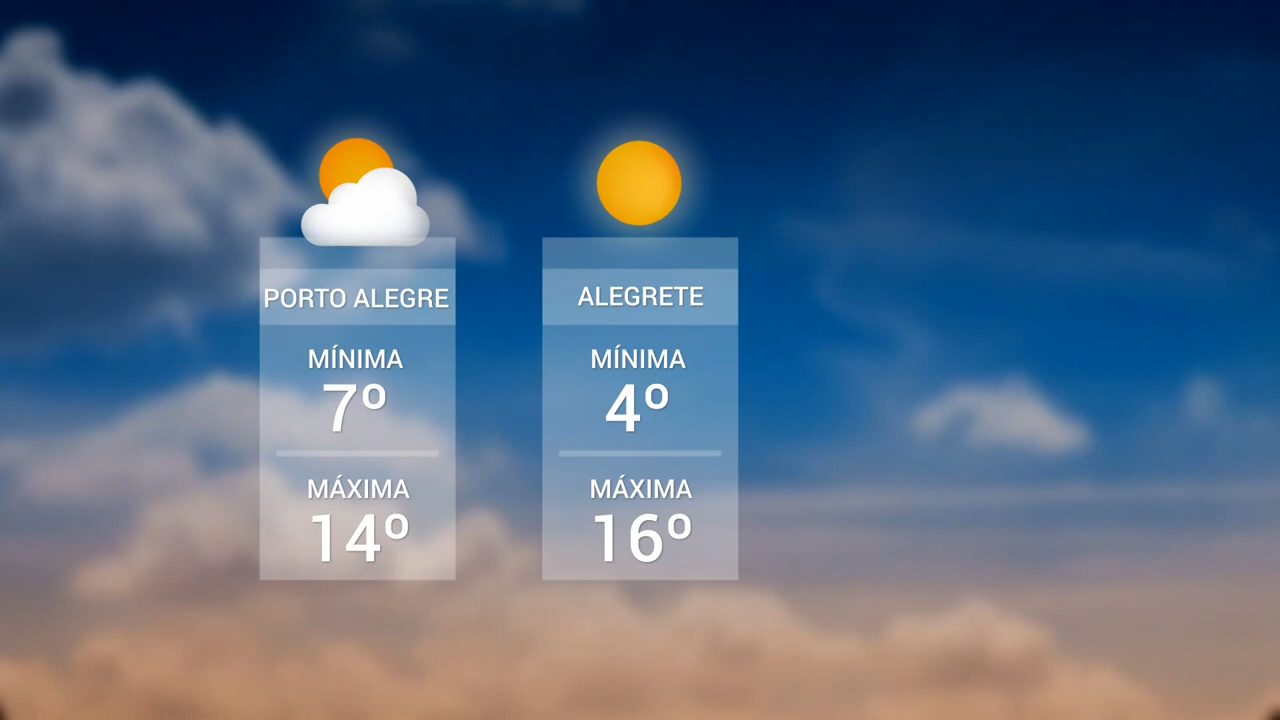 PORTO ALEGRE
MÍNIMA
7º
MÁXIMA
14º
ALEGRETE
MÍNIMA
4º
MÁXIMA
16º